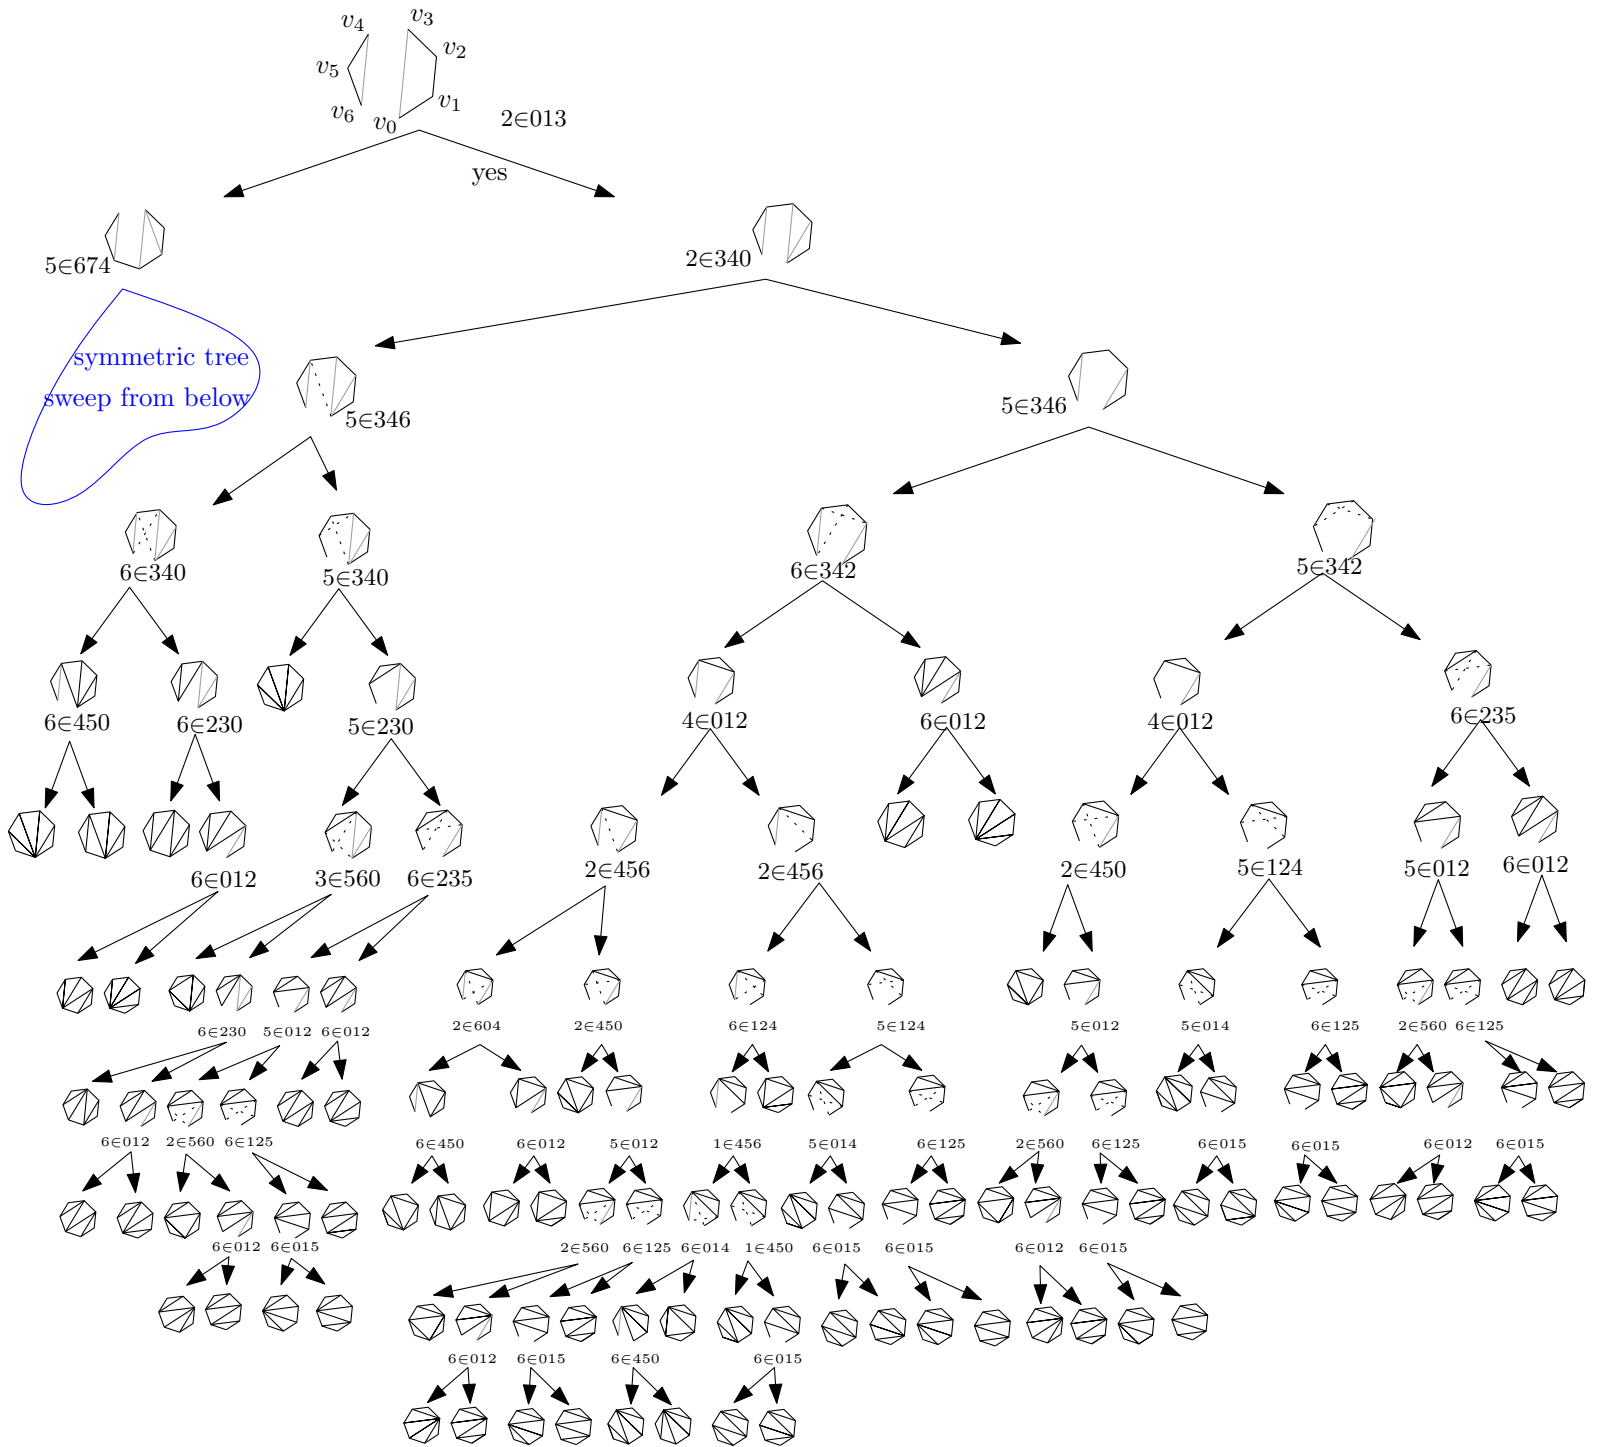 v4 v3
v5 v2
v6 v1
v0 2∈013
yes
5∈674 2∈340
symmetric tree
sweep from below
5∈346 5∈346
6∈340 5∈340 6∈342 5∈342
6∈450 6∈230 5∈230 4∈012 6∈012 4∈012 6∈235
6∈012 3∈560 6∈235 2∈456 2∈456 2∈450 5∈124 5∈012 6∈012
6∈230 5∈012 6∈012 2∈604 2∈450 6∈124 5∈124 5∈012 5∈014 6∈125 2∈560 6∈125
6∈012 2∈560 6∈125 6∈450 6∈012 5∈012 1∈456 5∈014 6∈125 2∈560 6∈125 6∈015 6∈015 6∈012 6∈015
6∈012 6∈015 2∈560 6∈125 6∈014 1∈450 6∈015 6∈015 6∈012 6∈015
6∈012 6∈015 6∈450 6∈015